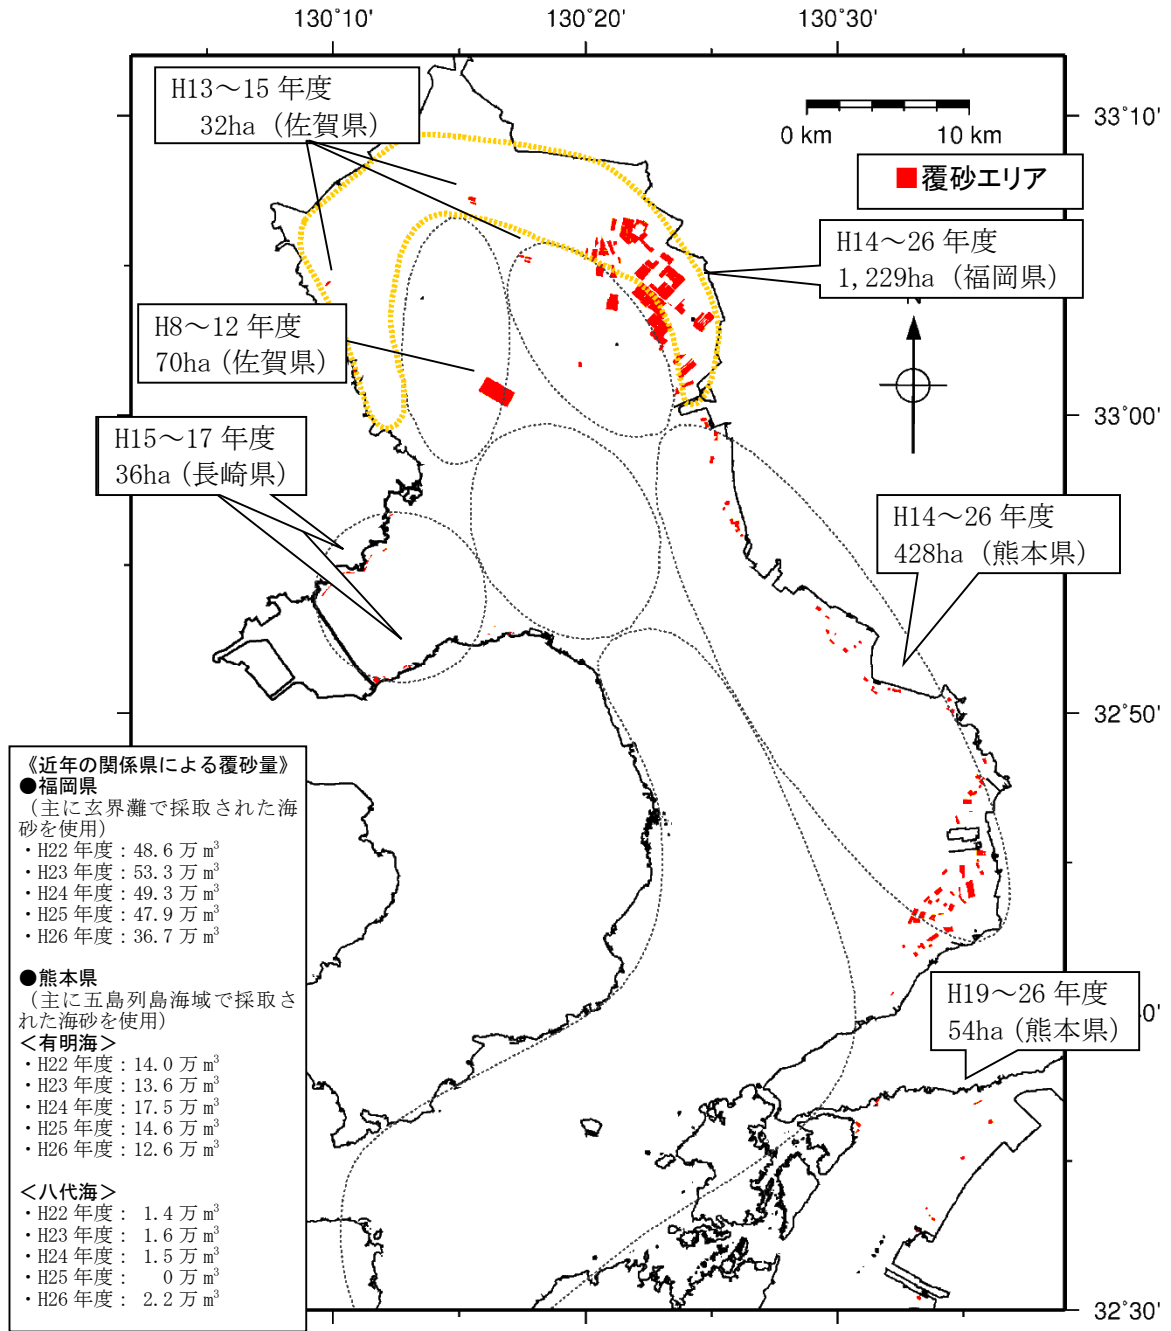 130°10' 130°20' 130°30'
H13～15 年度
32ha (佐賀県)
0 km 10 km
33°10'
覆砂エリア
H14～26 年度
1,229ha (福岡県)
H8～12 年度
70ha (佐賀県)
33°00'
H15～17 年度
36ha (長崎県)
H14～26 年度
428ha (熊本県)
32°50'
《近年の関係県による覆砂量》
●福岡県
（主に玄界灘で採取された海
砂を使用）
・H22 年度：48.6 万 m³
・H23 年度：53.3 万 m³
・H24 年度：49.3 万 m³
・H25 年度：47.9 万 m³
・H26 年度：36.7 万 m³
●熊本県
（主に五島列島海域で採取さ
れた海砂を使用）
＜有明海＞
・H22 年度：14.0 万 m³
・H23 年度：13.6 万 m³
・H24 年度：17.5 万 m³
・H25 年度：14.6 万 m³
・H26 年度：12.6 万 m³
＜八代海＞
・H22 年度： 1.4 万 m³
・H23 年度： 1.6 万 m³
・H24 年度： 1.5 万 m³
・H25 年度： 0 万 m³
・H26 年度： 2.2 万 m³
H19～26 年度
54ha (熊本県)
0'
32°30'